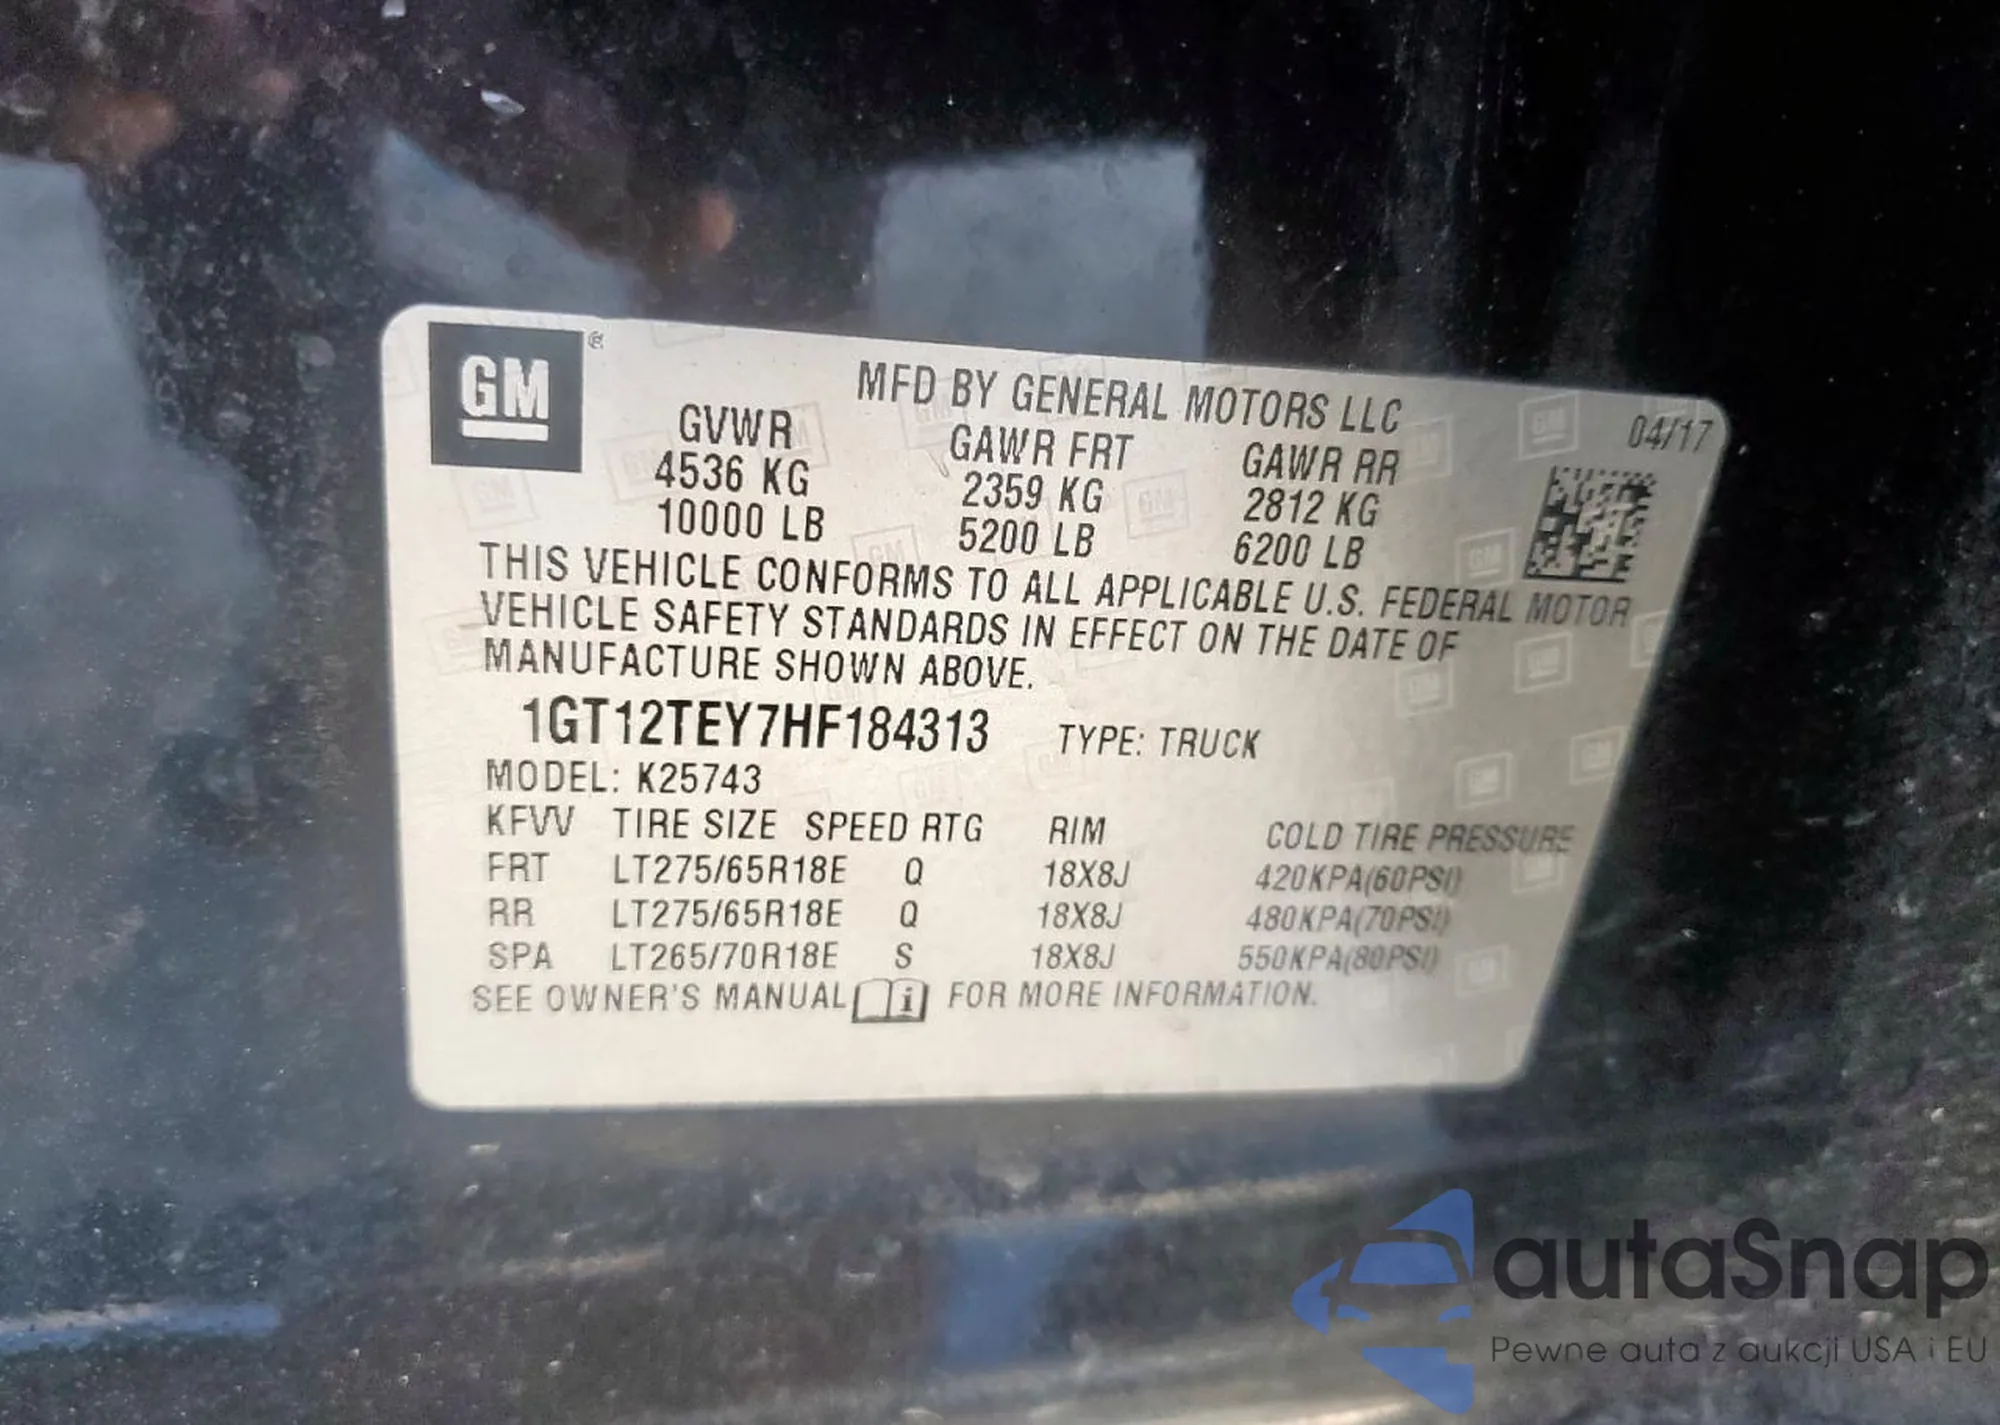 GM
MFD BY GENERAL MOTORS LLC
04/17
GVWR GAWR FRT GAWR RR
4536 KG 2359 KG 2812 KG
10000 LB 5200 LB 6200 LB
THIS VEHICLE CONFORMS TO ALL APPLICABLE U.S. FEDERAL MOTOR
VEHICLE SAFETY STANDARDS IN EFFECT ON THE DATE OF
MANUFACTURE SHOWN ABOVE.
1GT12TEY7HF184313 TYPE: TRUCK
MODEL: K25743
KFVV TIRE SIZE SPEED RTG RIM COLD TIRE PRESSURE
FRT LT275/65R18E Q 18X8J 420KPA(60PSI)
RR LT275/65R18E Q 18X8J 480KPA(70PSI)
SPA LT265/70R18E S 18X8J 550KPA(80PSI)
SEE OWNER'S MANUAL FOR MORE INFORMATION.
autaSnap
Pewne auta z aukcji USA i EU